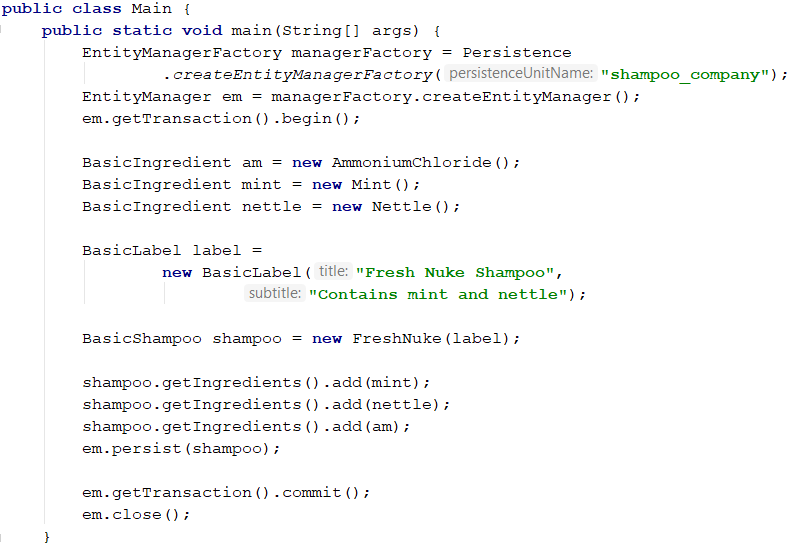 public class Main {
public static void main(String[] args) {
EntityManagerFactory managerFactory = Persistence
.createEntityManagerFactory( persistenceUnitName: "shampoo_company");
EntityManager em = managerFactory.createEntityManager();
em.getTransaction().begin();
BasicIngredient am = new AmmoniumChloride();
BasicIngredient mint = new Mint();
BasicIngredient nettle = new Nettle();
BasicLabel label =
new BasicLabel( title: "Fresh Nuke Shampoo",
subtitle: "Contains mint and nettle");
BasicShampoo shampoo = new FreshNuke(label);
shampoo.getIngredients().add(mint);
shampoo.getIngredients().add(nettle);
shampoo.getIngredients().add(am);
em.persist(shampoo);
em.getTransaction().commit();
em.close();
}